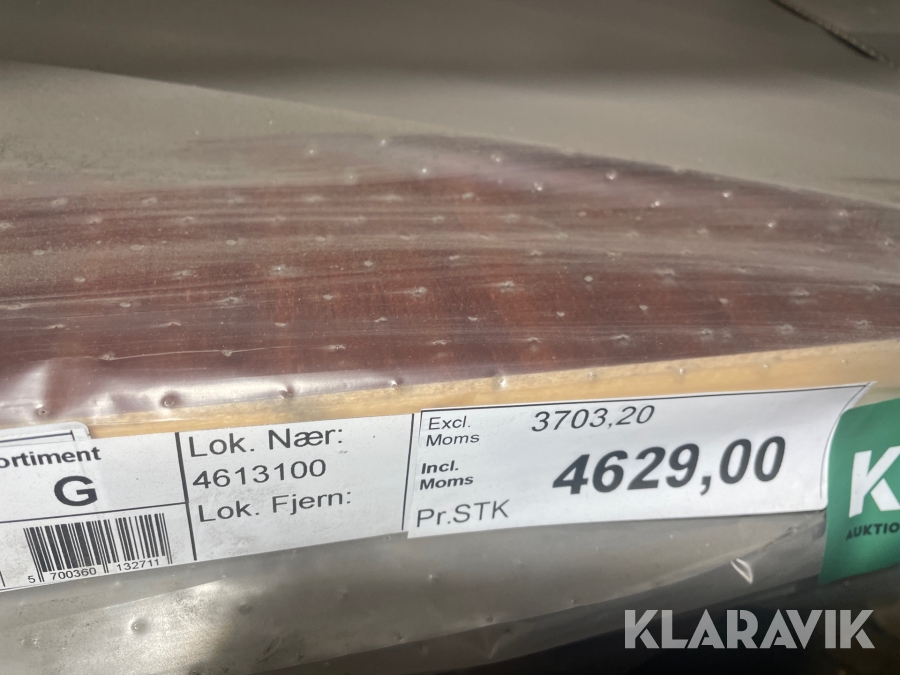 ortiment
G
5 700360 132711
Lok. Nær:
4613100
Lok. Fjern:
Excl. Moms 3703,20
Incl. Moms 4629,00
Pr.STK
K
AUKTIO
KLARAVIK